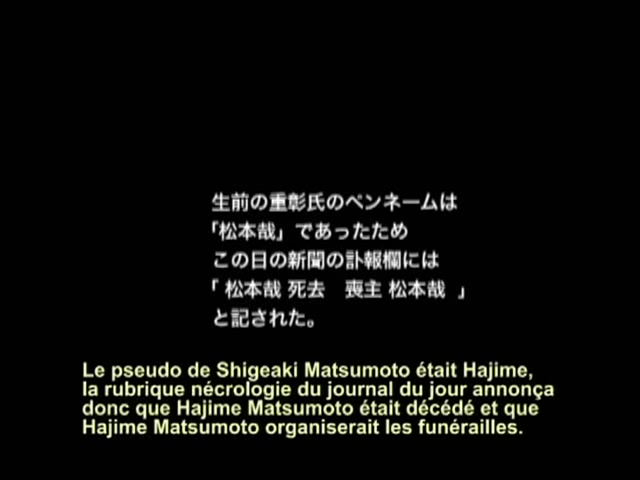 生前の重彰氏のペンネームは
「松本哉」であったため
この日の新聞の訃報欄には
「 松本哉 死去　喪主 松本哉 」
と記された。
Le pseudo de Shigeaki Matsumoto était Hajime,
la rubrique nécrologie du journal du jour annonça
donc que Hajime Matsumoto était décédé et que
Hajime Matsumoto organiserait les funérailles.